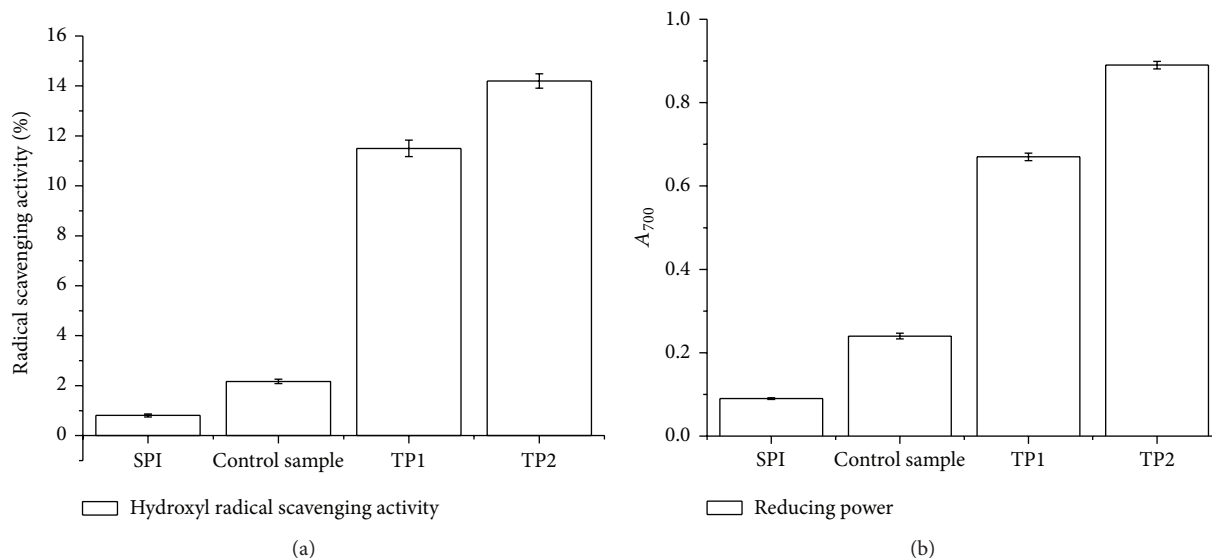 Radical scavenging activity (%)
16
14
12
10
8
6
4
2
0
SPI
Control sample
TP1
TP2
Hydroxyl radical scavenging activity
(a)
A700
1.0
0.8
0.6
0.4
0.2
0.0
SPI
Control sample
TP1
TP2
Reducing power
(b)